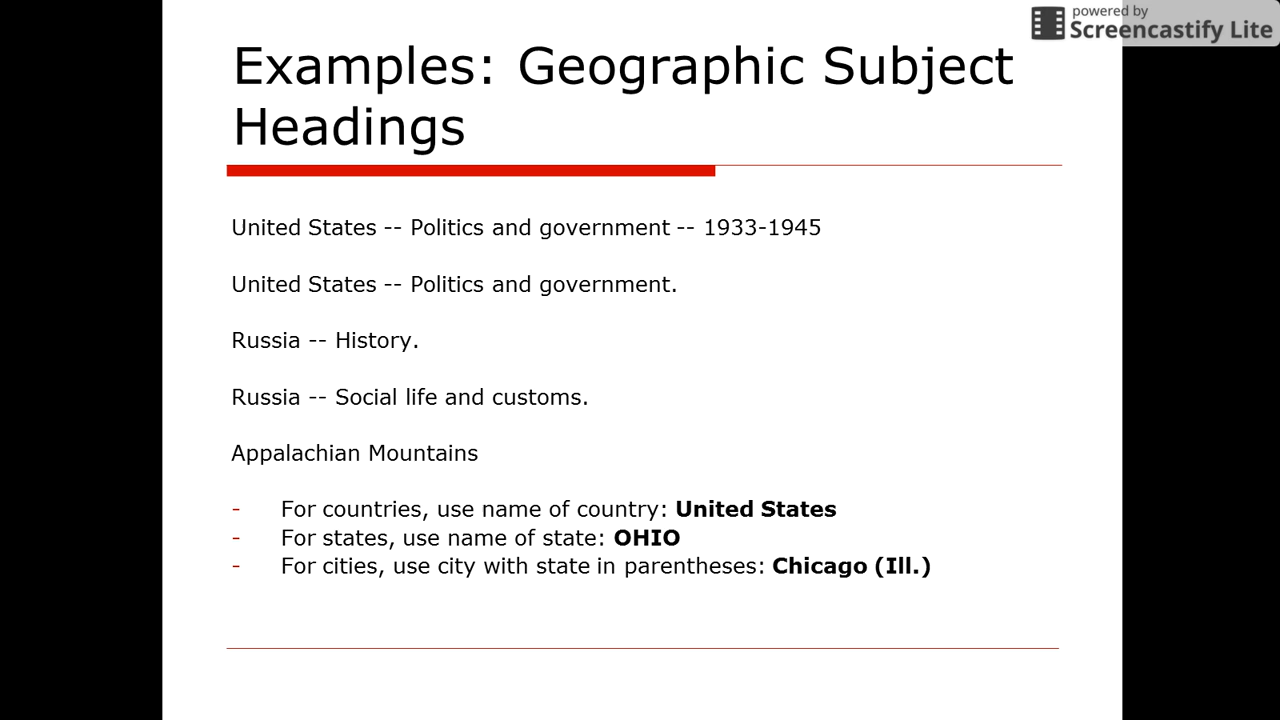 powered by
Screencastify Lite
Examples: Geographic Subject
Headings
United States -- Politics and government -- 1933-1945
United States -- Politics and government.
Russia -- History.
Russia -- Social life and customs.
Appalachian Mountains
- For countries, use name of country: United States
- For states, use name of state: OHIO
- For cities, use city with state in parentheses: Chicago (Ill.)